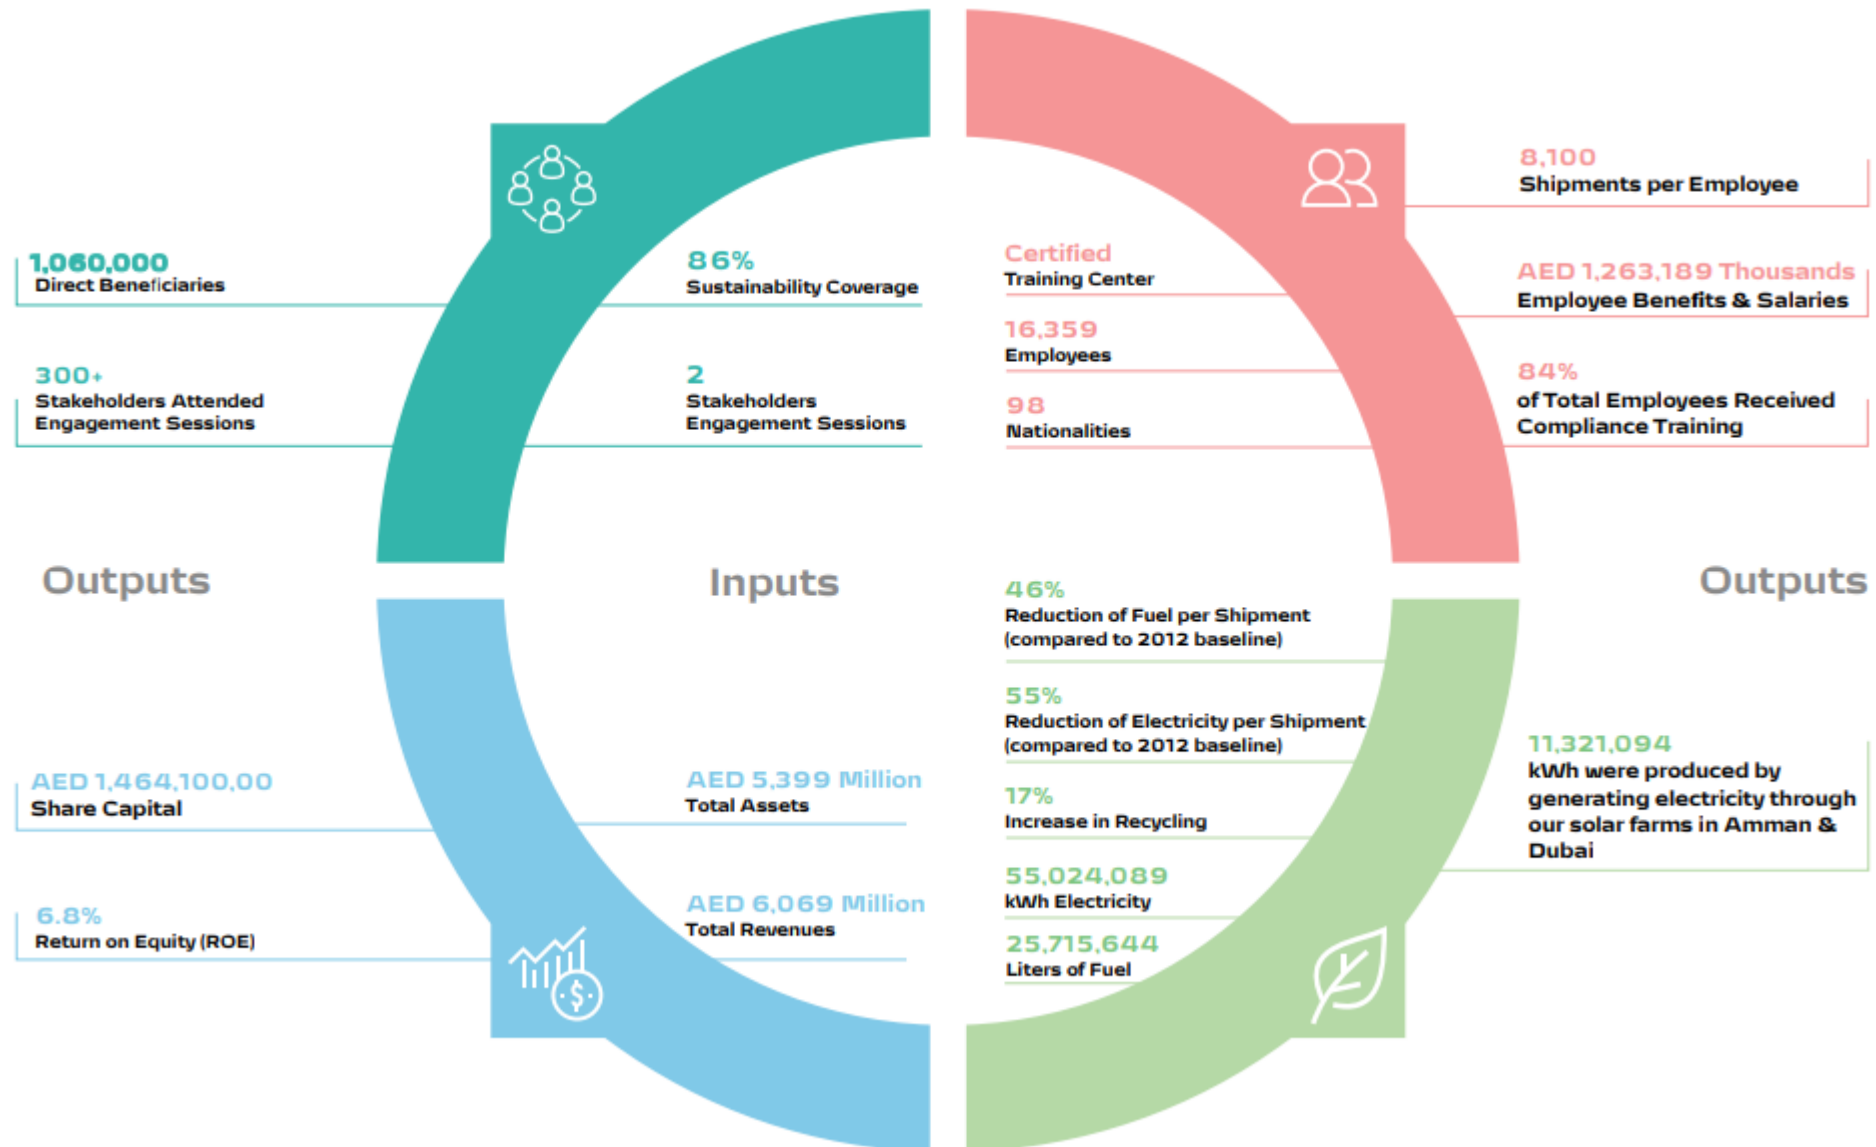 1,060,000
Direct Beneficiaries
300+
Stakeholders Attended
Engagement Sessions
86%
Sustainability Coverage
2
Stakeholders
Engagement Sessions
Certified
Training Center
16,359
Employees
98
Nationalities
8,100
Shipments per Employee
AED 1,263,189 Thousands
Employee Benefits & Salaries
84%
of Total Employees Received
Compliance Training
Outputs
Inputs
Outputs
AED 1,464,100,00
Share Capital
6.8%
Return on Equity (ROE)
AED 5,399 Million
Total Assets
AED 6,069 Million
Total Revenues
46%
Reduction of Fuel per Shipment
(compared to 2012 baseline)
55%
Reduction of Electricity per Shipment
(compared to 2012 baseline)
17%
Increase in Recycling
55,024,089
kWh Electricity
25,715,644
Liters of Fuel
11,321,094
kWh were produced by
generating electricity through
our solar farms in Amman &
Dubai